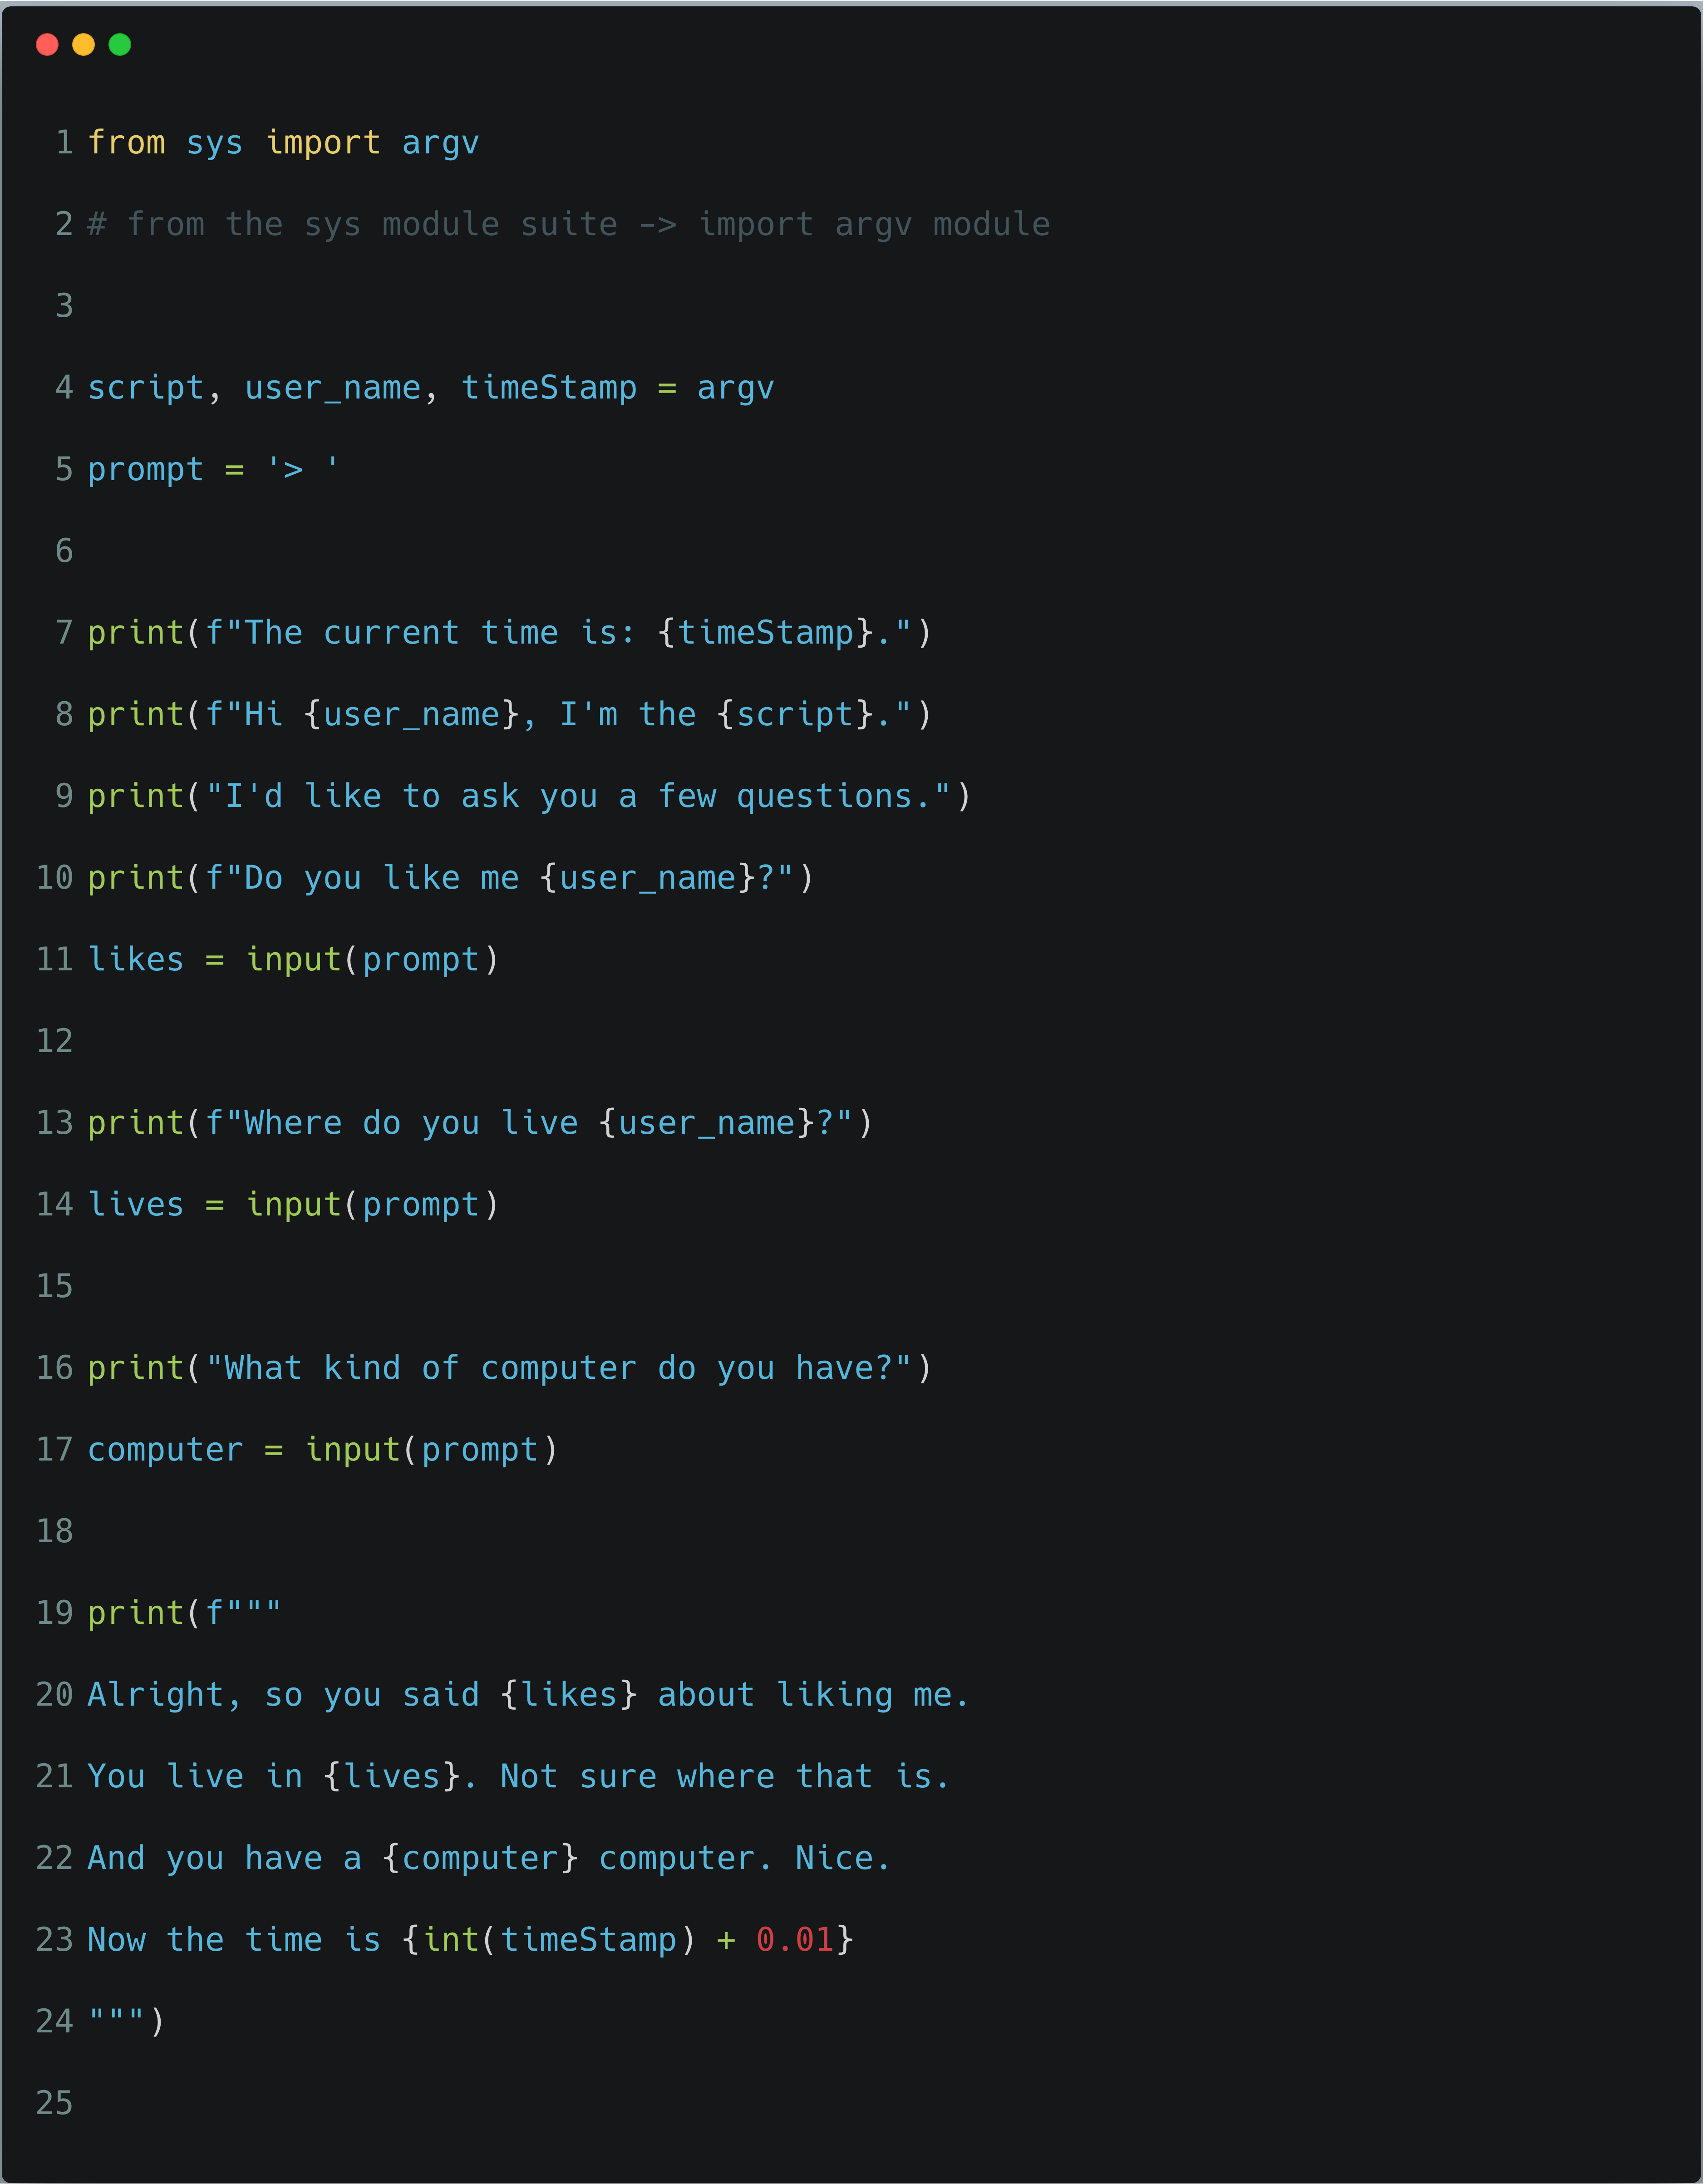 1 from sys import argv
2 # from the sys module suite -> import argv module
3
4 script, user_name, timeStamp = argv
5 prompt = '> '
6
7 print(f"The current time is: {timeStamp}.")
8 print(f"Hi {user_name}, I'm the {script}.")
9 print("I'd like to ask you a few questions.")
10 print(f"Do you like me {user_name}?")
11 likes = input(prompt)
12
13 print(f"Where do you live {user_name}?")
14 lives = input(prompt)
15
16 print("What kind of computer do you have?")
17 computer = input(prompt)
18
19 print(f"""
20 Alright, so you said {likes} about liking me.
21 You live in {lives}. Not sure where that is.
22 And you have a {computer} computer. Nice.
23 Now the time is {int(timeStamp) + 0.01}
24 """)
25